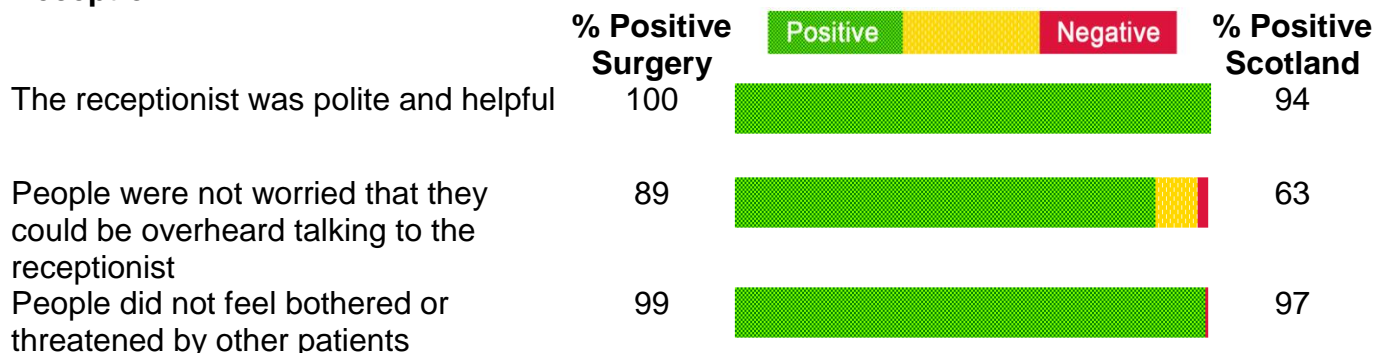 % Positive Surgery
Positive Negative
% Positive Scotland
The receptionist was polite and helpful 100 94
People were not worried that they 89 63
could be overheard talking to the
receptionist
People did not feel bothered or 99 97
threatened by other patients